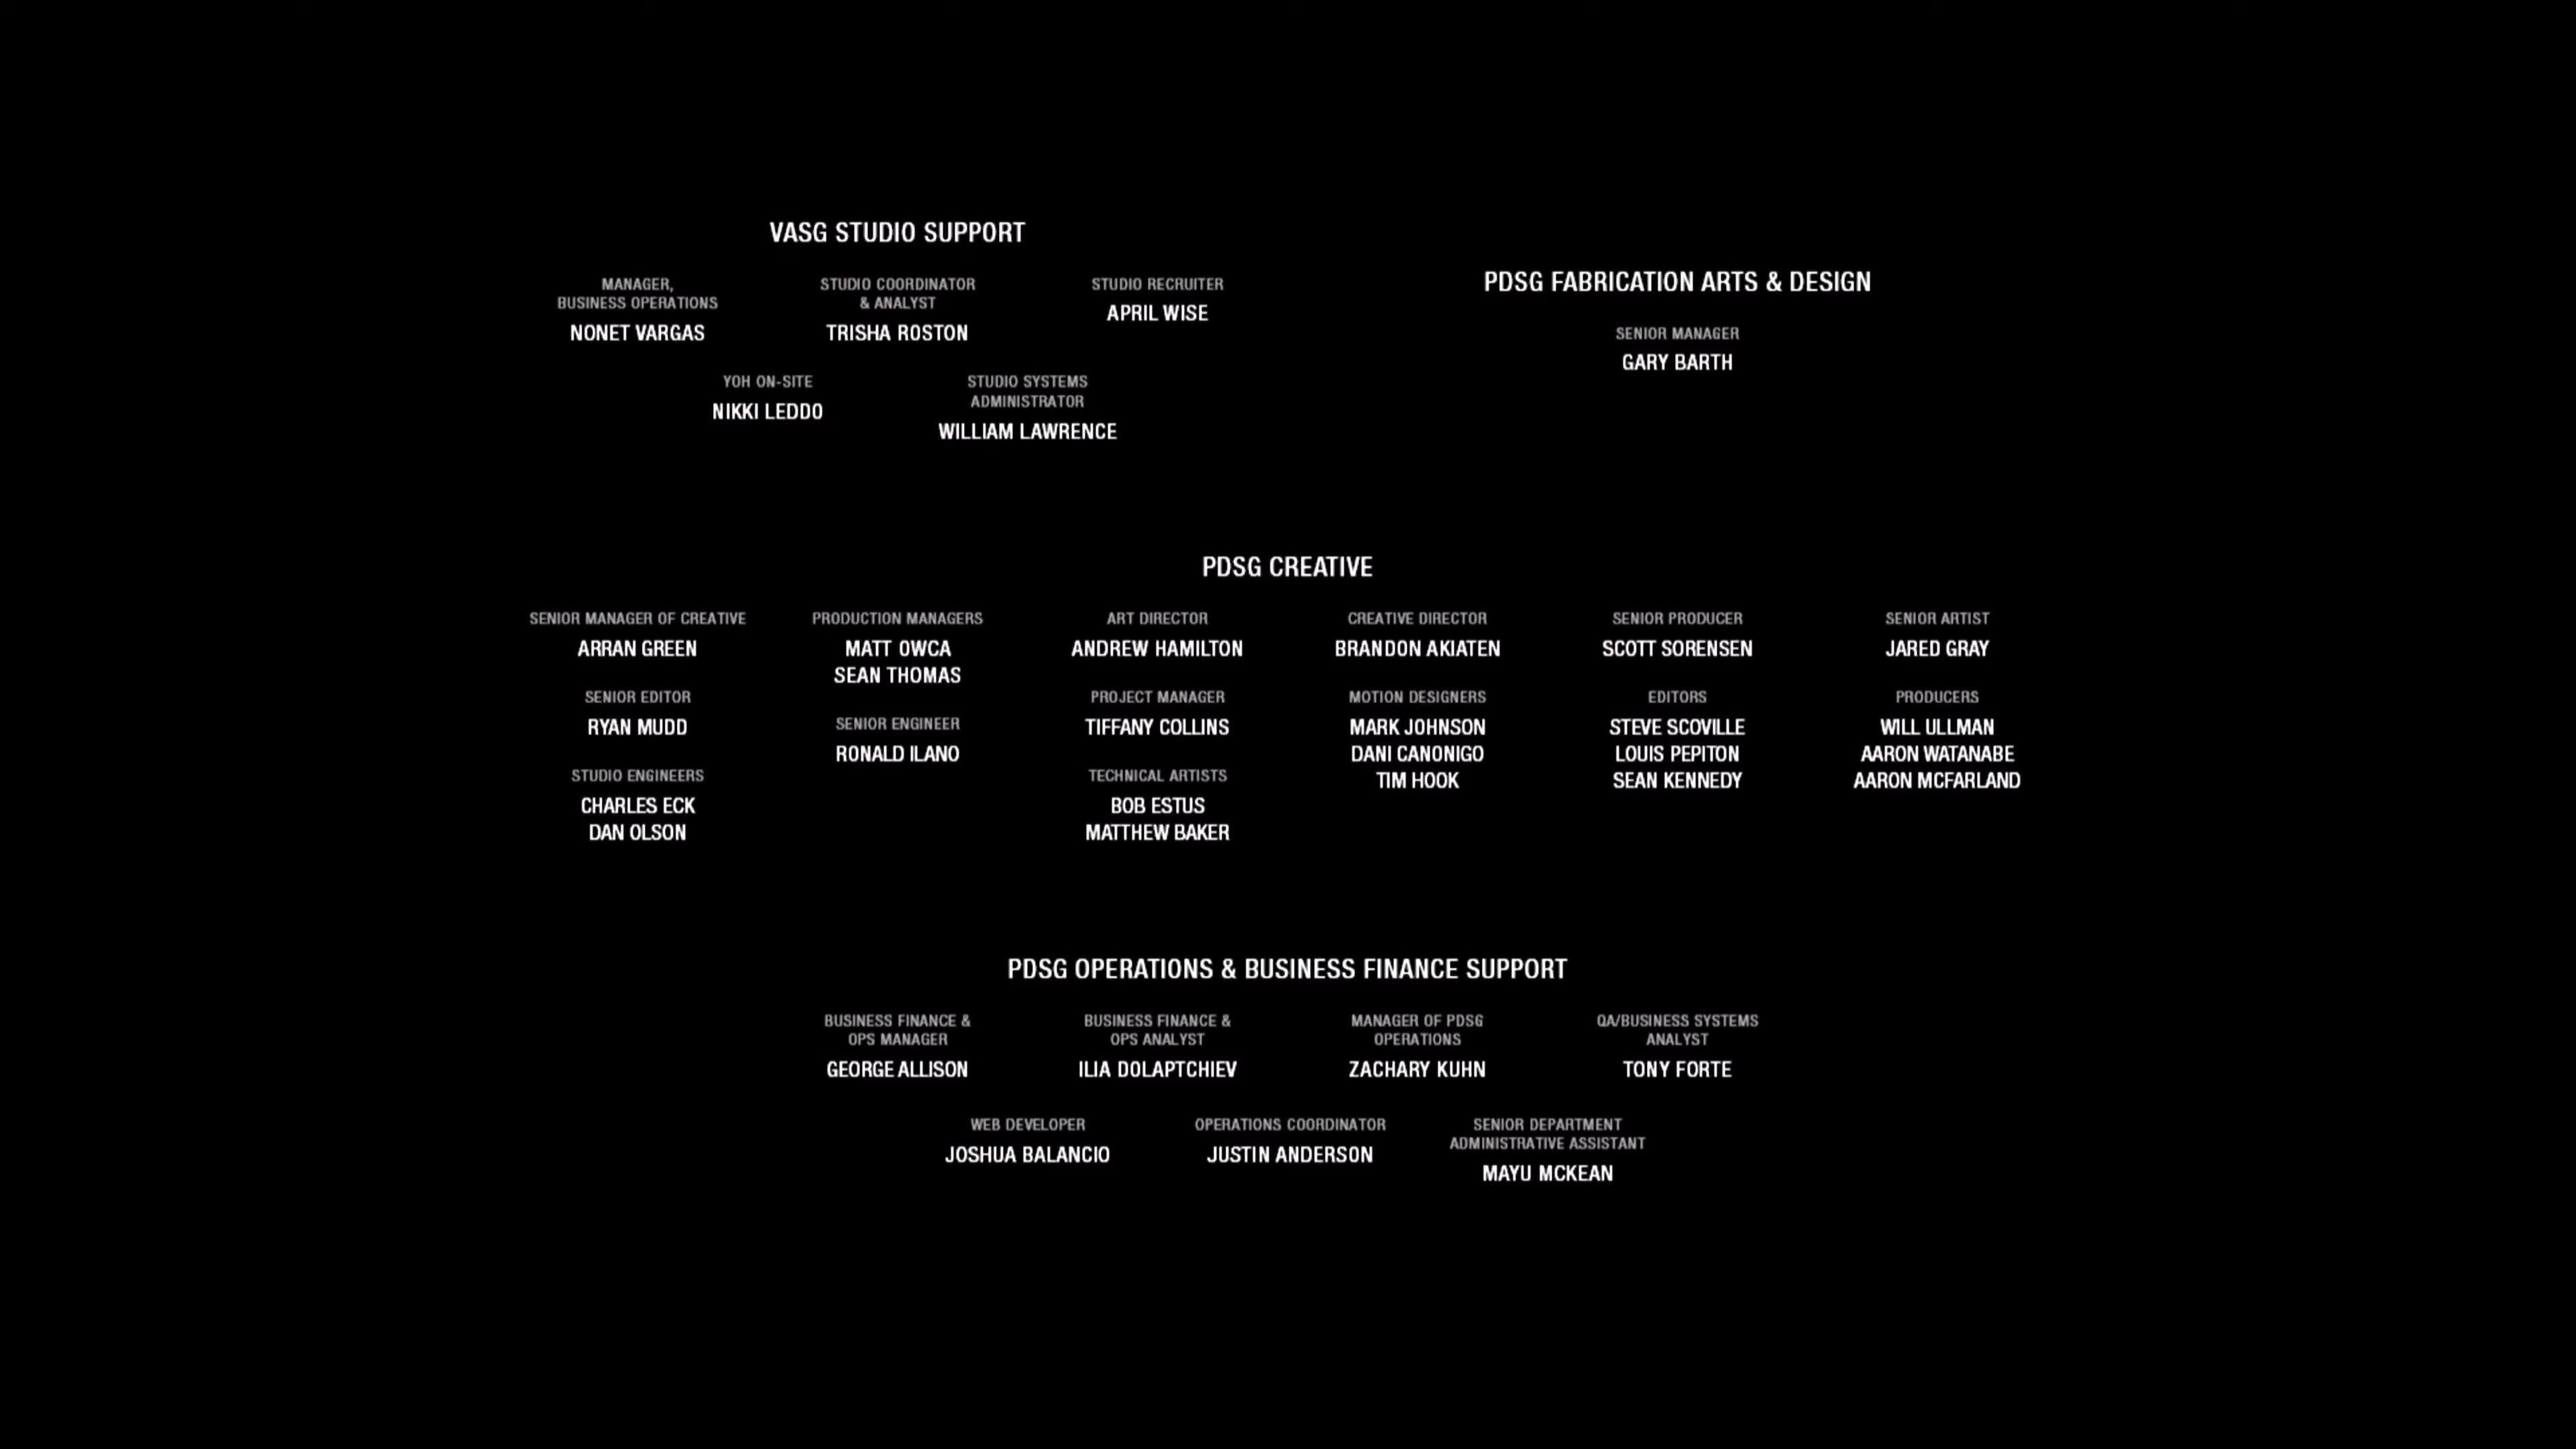 VASG STUDIO SUPPORT
MANAGER,
BUSINESS OPERATIONS
NONET VARGAS
STUDIO COORDINATOR
& ANALYST
TRISHA ROSTON
STUDIO RECRUITER
APRIL WISE
YOH ON-SITE
NIKKI LEDDO
STUDIO SYSTEMS
ADMINISTRATOR
WILLIAM LAWRENCE
PDSG FABRICATION ARTS & DESIGN
SENIOR MANAGER
GARY BARTH
PDSG CREATIVE
SENIOR MANAGER OF CREATIVE
ARRAN GREEN
SENIOR EDITOR
RYAN MUDD
STUDIO ENGINEERS
CHARLES ECK
DAN OLSON
PRODUCTION MANAGERS
MATT OWCA
SEAN THOMAS
SENIOR ENGINEER
RONALD ILANO
ART DIRECTOR
ANDREW HAMILTON
PROJECT MANAGER
TIFFANY COLLINS
TECHNICAL ARTISTS
BOB ESTUS
MATTHEW BAKER
CREATIVE DIRECTOR
BRANDON AKIATEN
MOTION DESIGNERS
MARK JOHNSON
DANI CANONIGO
TIM HOOK
SENIOR PRODUCER
SCOTT SORENSEN
EDITORS
STEVE SCOVILLE
LOUIS PEPITON
SEAN KENNEDY
SENIOR ARTIST
JARED GRAY
PRODUCERS
WILL ULLMAN
AARON WATANABE
AARON MCFARLAND
PDSG OPERATIONS & BUSINESS FINANCE SUPPORT
BUSINESS FINANCE &
OPS MANAGER
GEORGE ALLISON
BUSINESS FINANCE &
OPS ANALYST
ILIA DOLAPTCHIEV
MANAGER OF PDSG
OPERATIONS
ZACHARY KUHN
QA/BUSINESS SYSTEMS
ANALYST
TONY FORTE
WEB DEVELOPER
JOSHUA BALANCIO
OPERATIONS COORDINATOR
JUSTIN ANDERSON
SENIOR DEPARTMENT
ADMINISTRATIVE ASSISTANT
MAYU MCKEAN